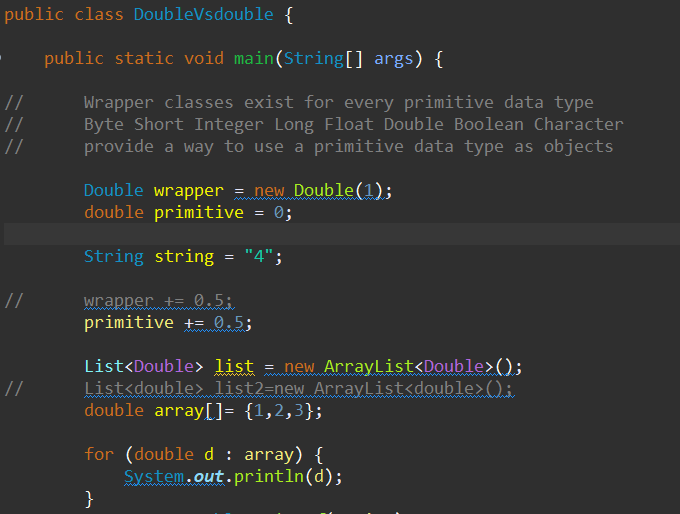 public class DoubleVsdouble {
public static void main(String[] args) {
// Wrapper classes exist for every primitive data type
// Byte Short Integer Long Float Double Boolean Character
// provide a way to use a primitive data type as objects
Double wrapper = new Double(1);
double primitive = 0;
String string = "4";
// wrapper += 0.5;
primitive += 0.5;
List<Double> list = new ArrayList<Double>();
// List<double> list2=new ArrayList<double>();
double array[]= {1,2,3};
for (double d : array) {
System.out.println(d);
}